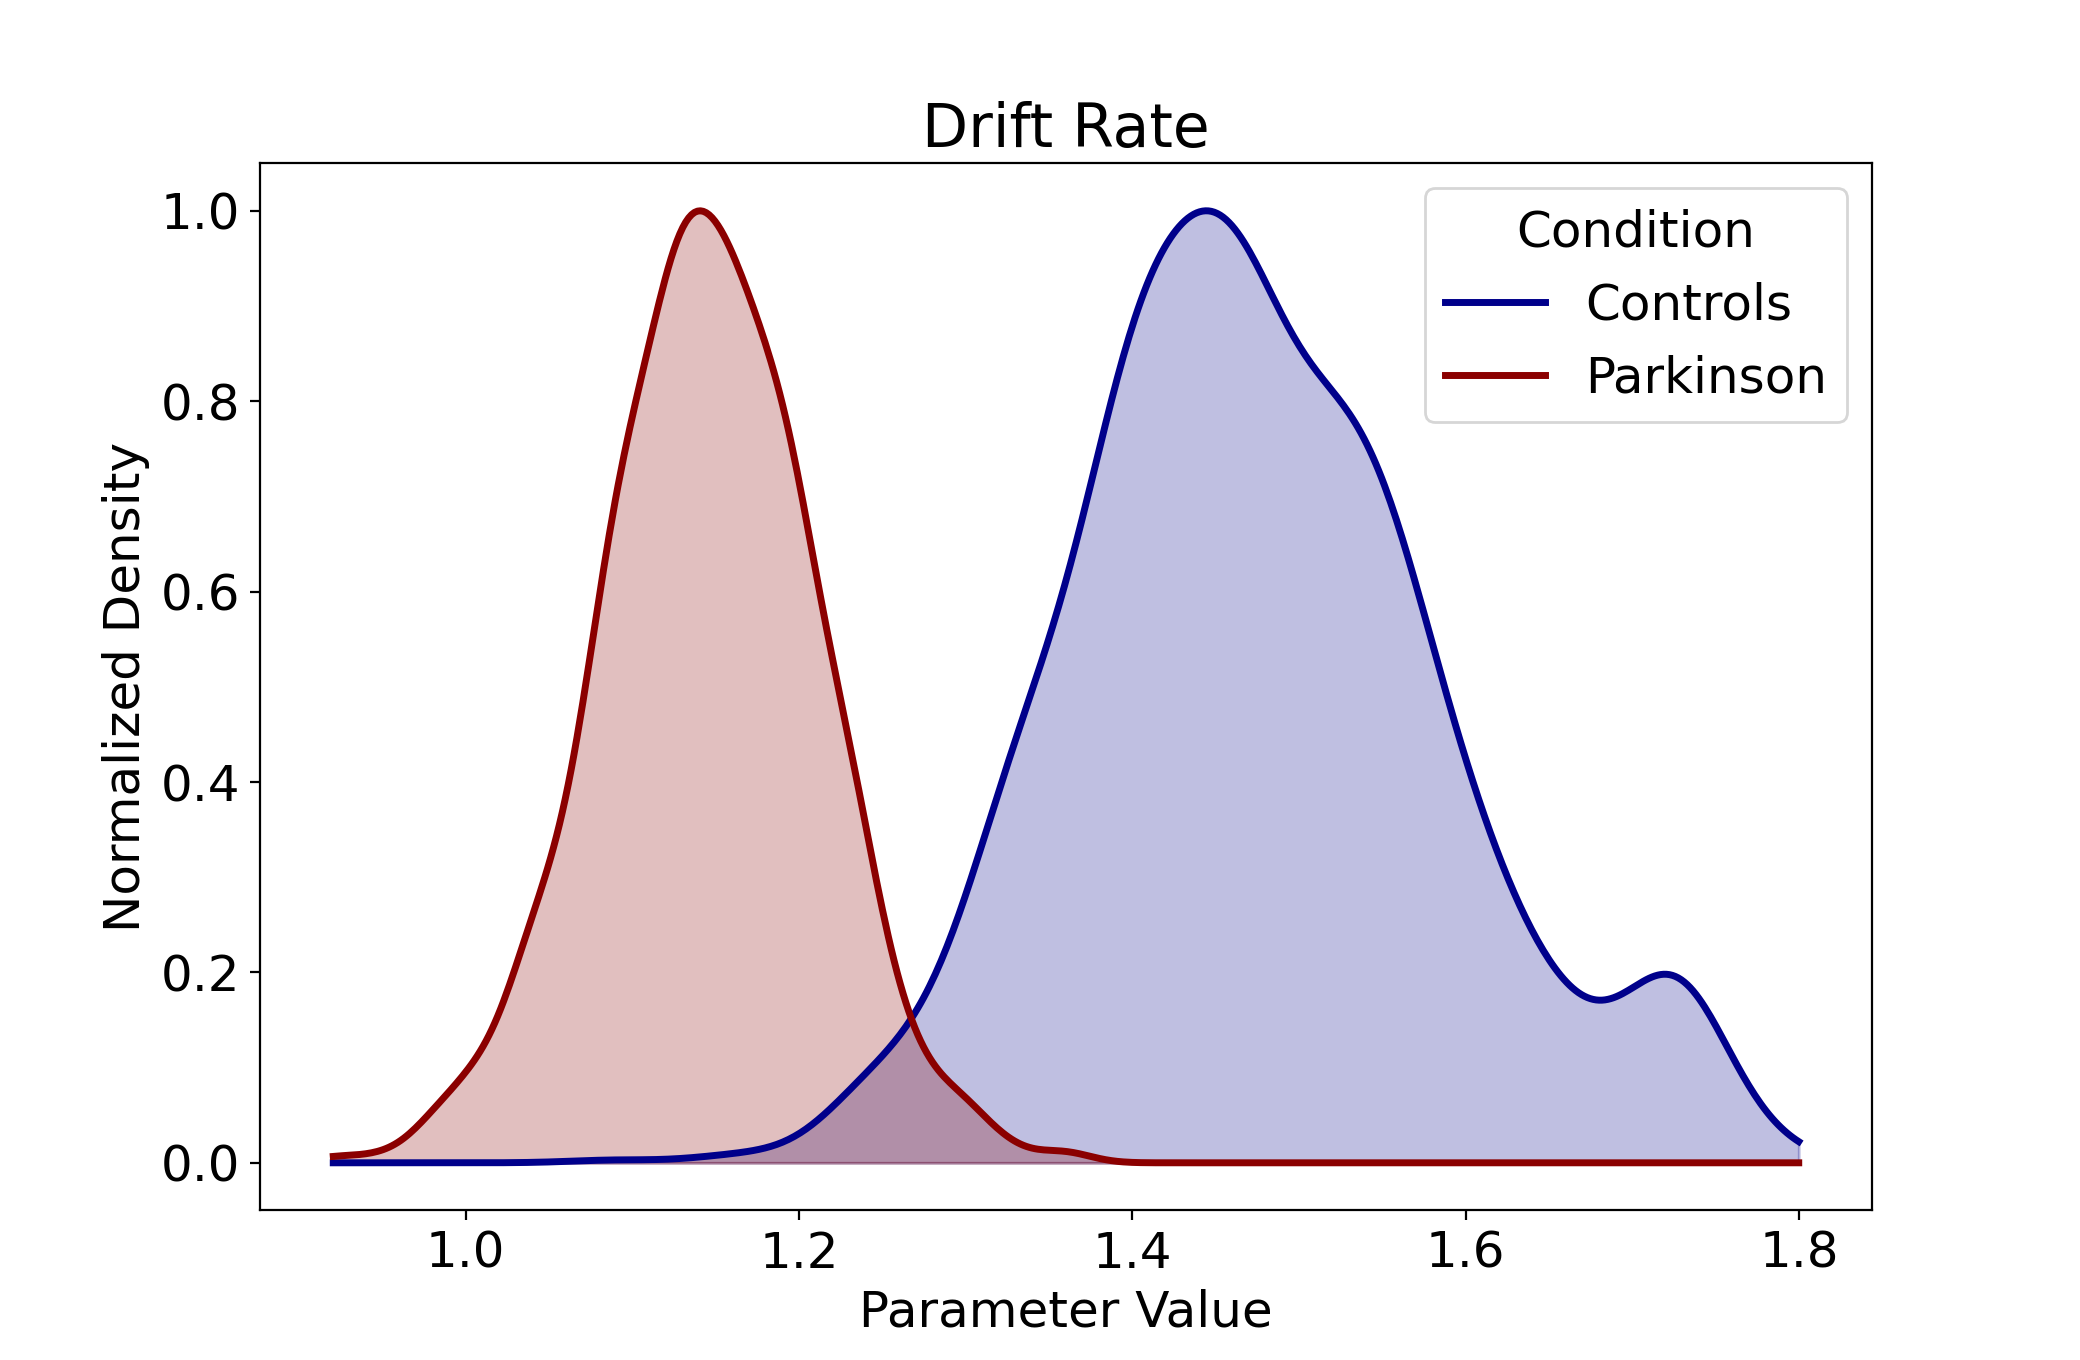 Drift Rate
Condition
Controls
Parkinson
Normalized Density
1.0
0.8
0.6
0.4
0.2
0.0
1.0 1.2 1.4 1.6 1.8
Parameter Value